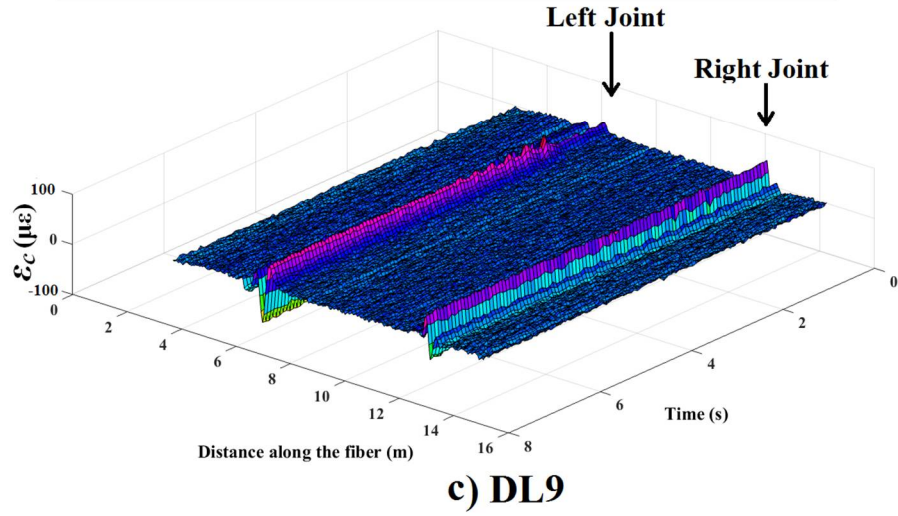 Left Joint
Right Joint
100
0
-100
εc (με)
0
2
4
6
8
10
12
14
16
Distance along the fiber (m)
8
6
4
2
0
Time (s)
c) DL9